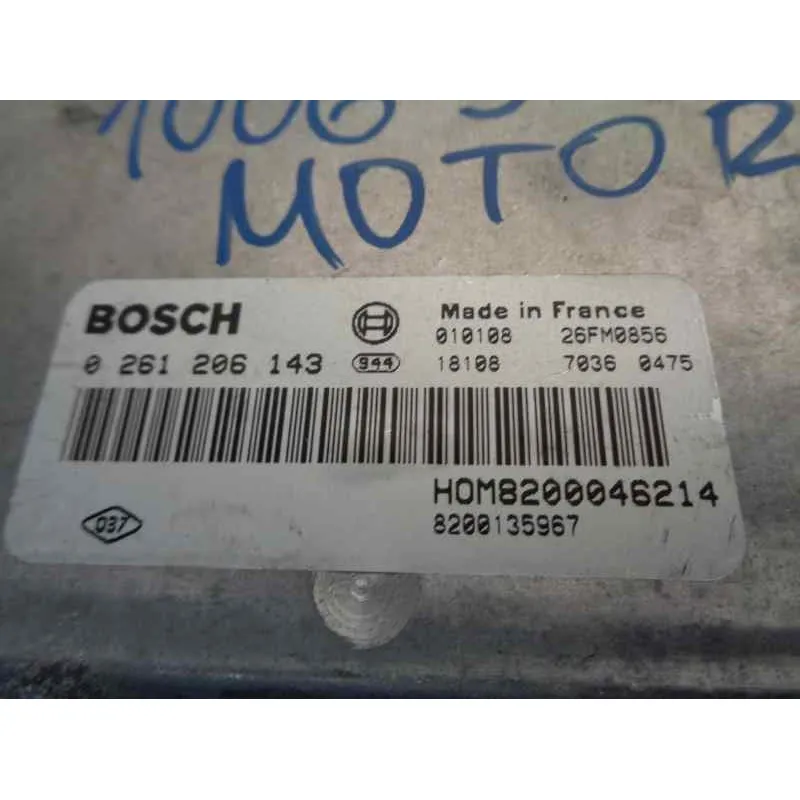 MOTOR
BOSCH
Made in France
010108 26FM0856
0 261 206 143 944 18108 7036 0475
HOM8200046214
037 8200135967